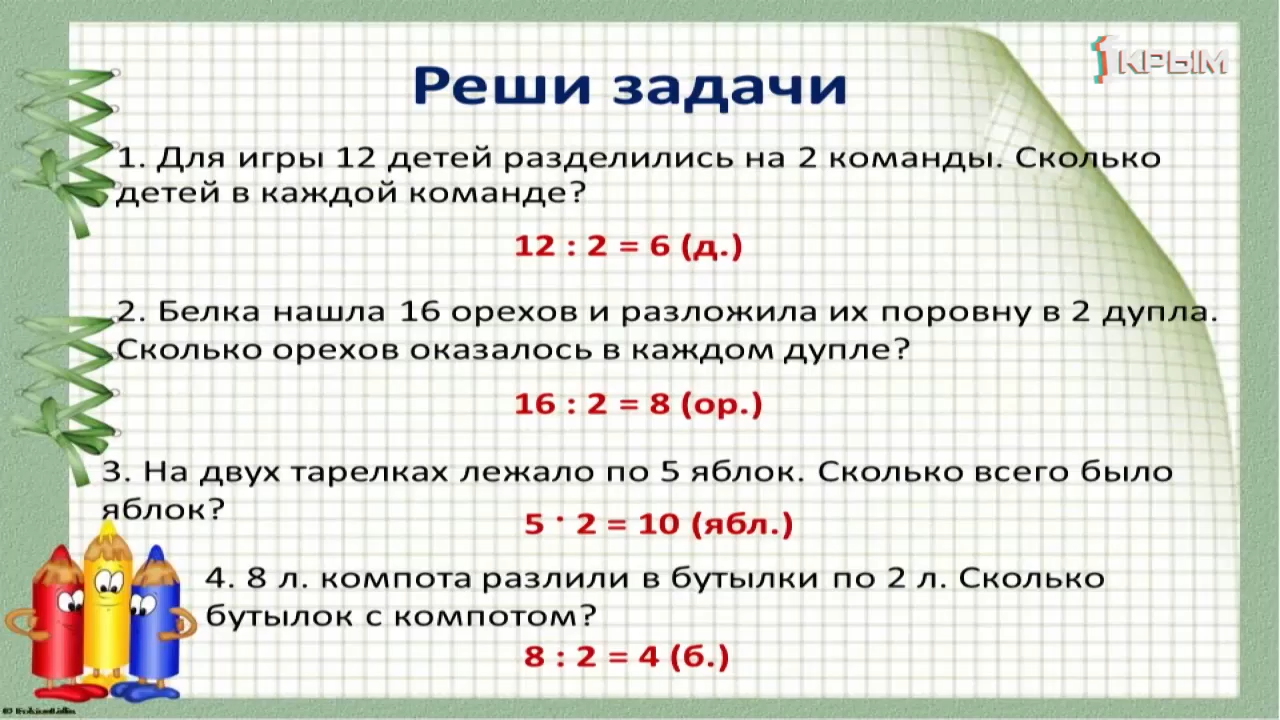 1КРЫМ
Реши задачи
1. Для игры 12 детей разделились на 2 команды. Сколько
детей в каждой команде?
12 : 2 = 6 (д.)
2. Белка нашла 16 орехов и разложила их поровну в 2 дупла.
Сколько орехов оказалось в каждом дупле?
16 : 2 = 8 (ор.)
3. На двух тарелках лежало по 5 яблок. Сколько всего было
яблок?
5 · 2 = 10 (ябл.)
4. 8 л. компота разлили в бутылки по 2 л. Сколько
бутылок с компотом?
8 : 2 = 4 (б.)